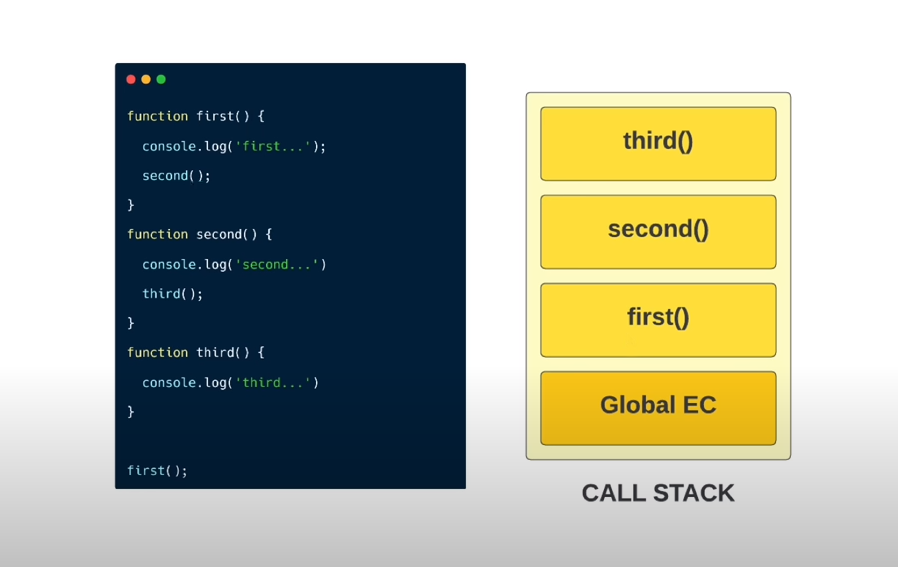 function first() {
console.log('first...');
second();
}
function second() {
console.log('second...')
third();
}
function third() {
console.log('third...')
}
first();
third()
second()
first()
Global EC
CALL STACK